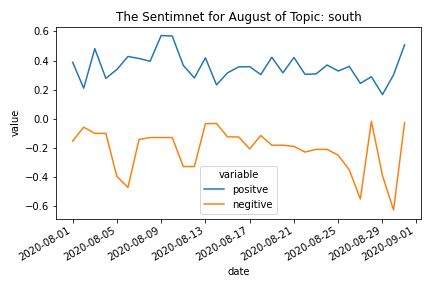 The Sentimnet for August of Topic: south
0.6
0.4
0.2
0.0
−0.2
−0.4
−0.6
value
variable
positve
negitive
2020-08-01
2020-08-05
2020-08-09
2020-08-13
2020-08-17
2020-08-21
2020-08-25
2020-08-29
2020-09-01
date